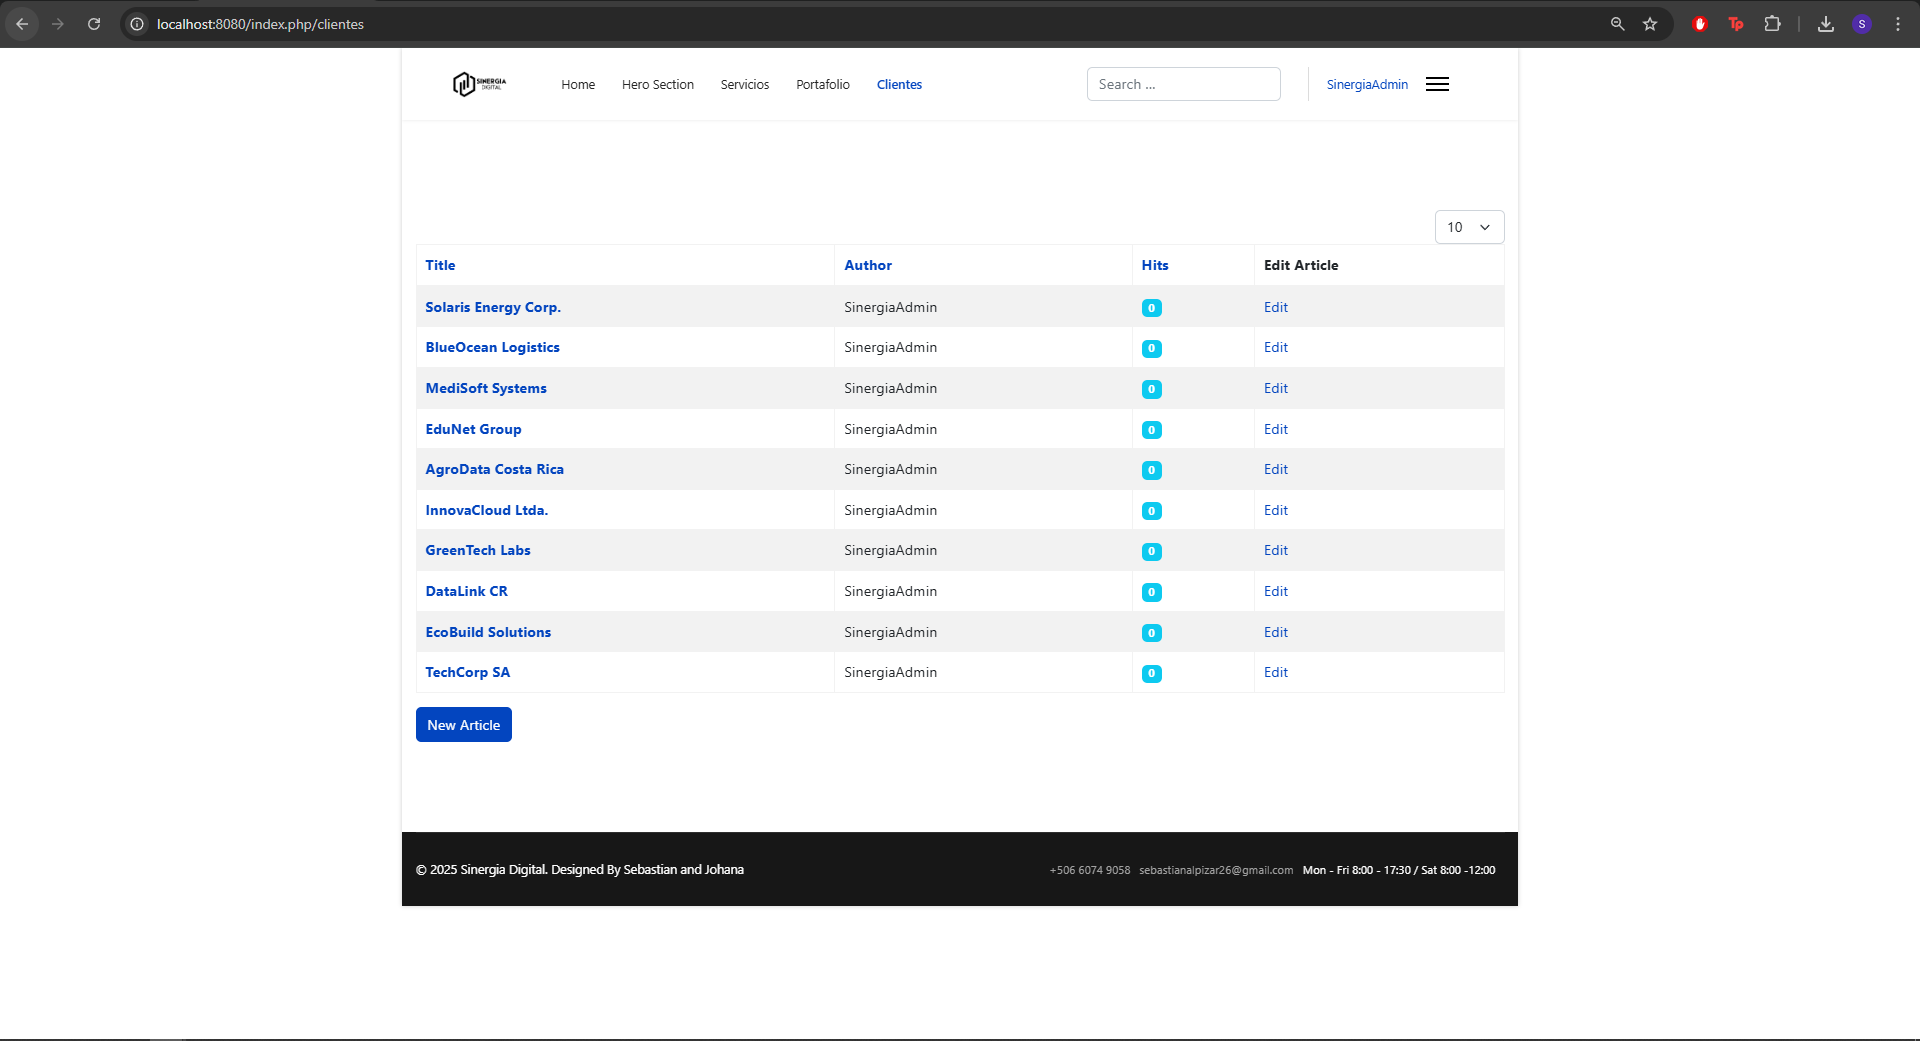 localhost:8080/index.php/clientes
Tp
S
SINERGIA
DIGITAL
Home Hero Section Servicios Portafolio Clientes
Search ...
SinergiaAdmin
10
Title Author Hits Edit Article
Solaris Energy Corp. SinergiaAdmin 0 Edit
BlueOcean Logistics SinergiaAdmin 0 Edit
MediSoft Systems SinergiaAdmin 0 Edit
EduNet Group SinergiaAdmin 0 Edit
AgroData Costa Rica SinergiaAdmin 0 Edit
InnovaCloud Ltda. SinergiaAdmin 0 Edit
GreenTech Labs SinergiaAdmin 0 Edit
DataLink CR SinergiaAdmin 0 Edit
EcoBuild Solutions SinergiaAdmin 0 Edit
TechCorp SA SinergiaAdmin 0 Edit
New Article
© 2025 Sinergia Digital. Designed By Sebastian and Johana
+506 6074 9058 sebastianalpizar26@gmail.com Mon - Fri 8:00 - 17:30 / Sat 8:00 -12:00